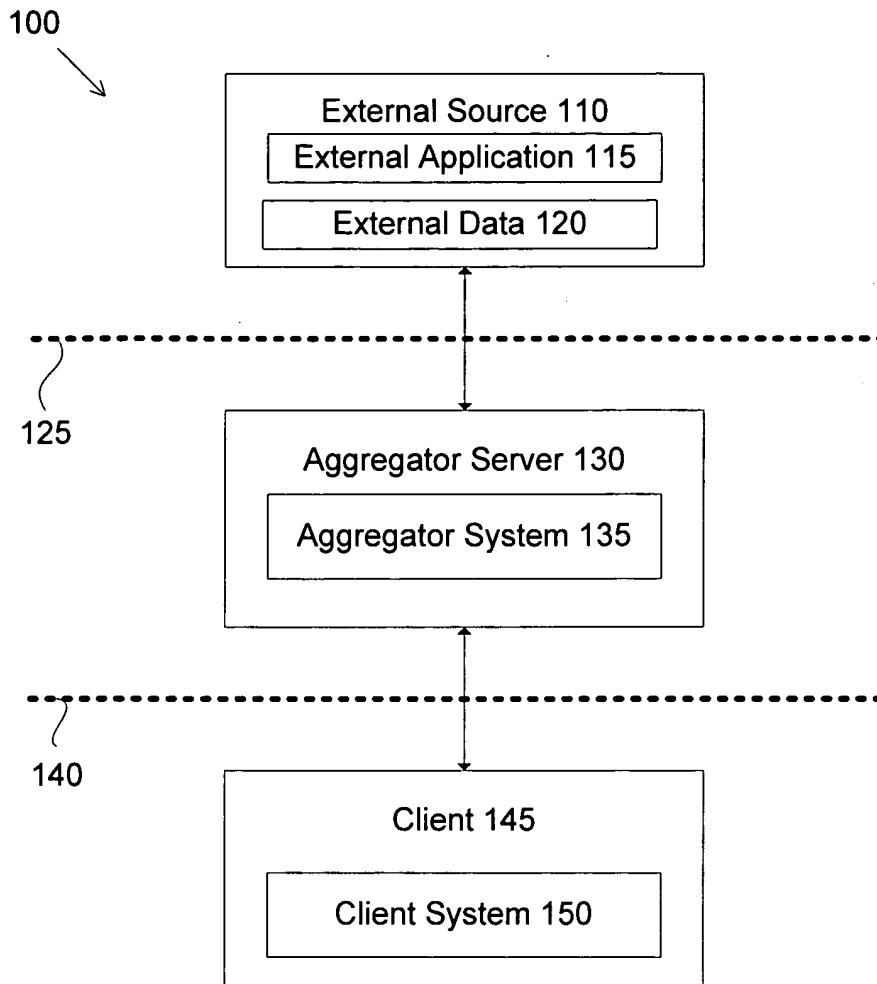 100
External Source 110
External Application 115
External Data 120
125
Aggregator Server 130
Aggregator System 135
140
Client 145
Client System 150